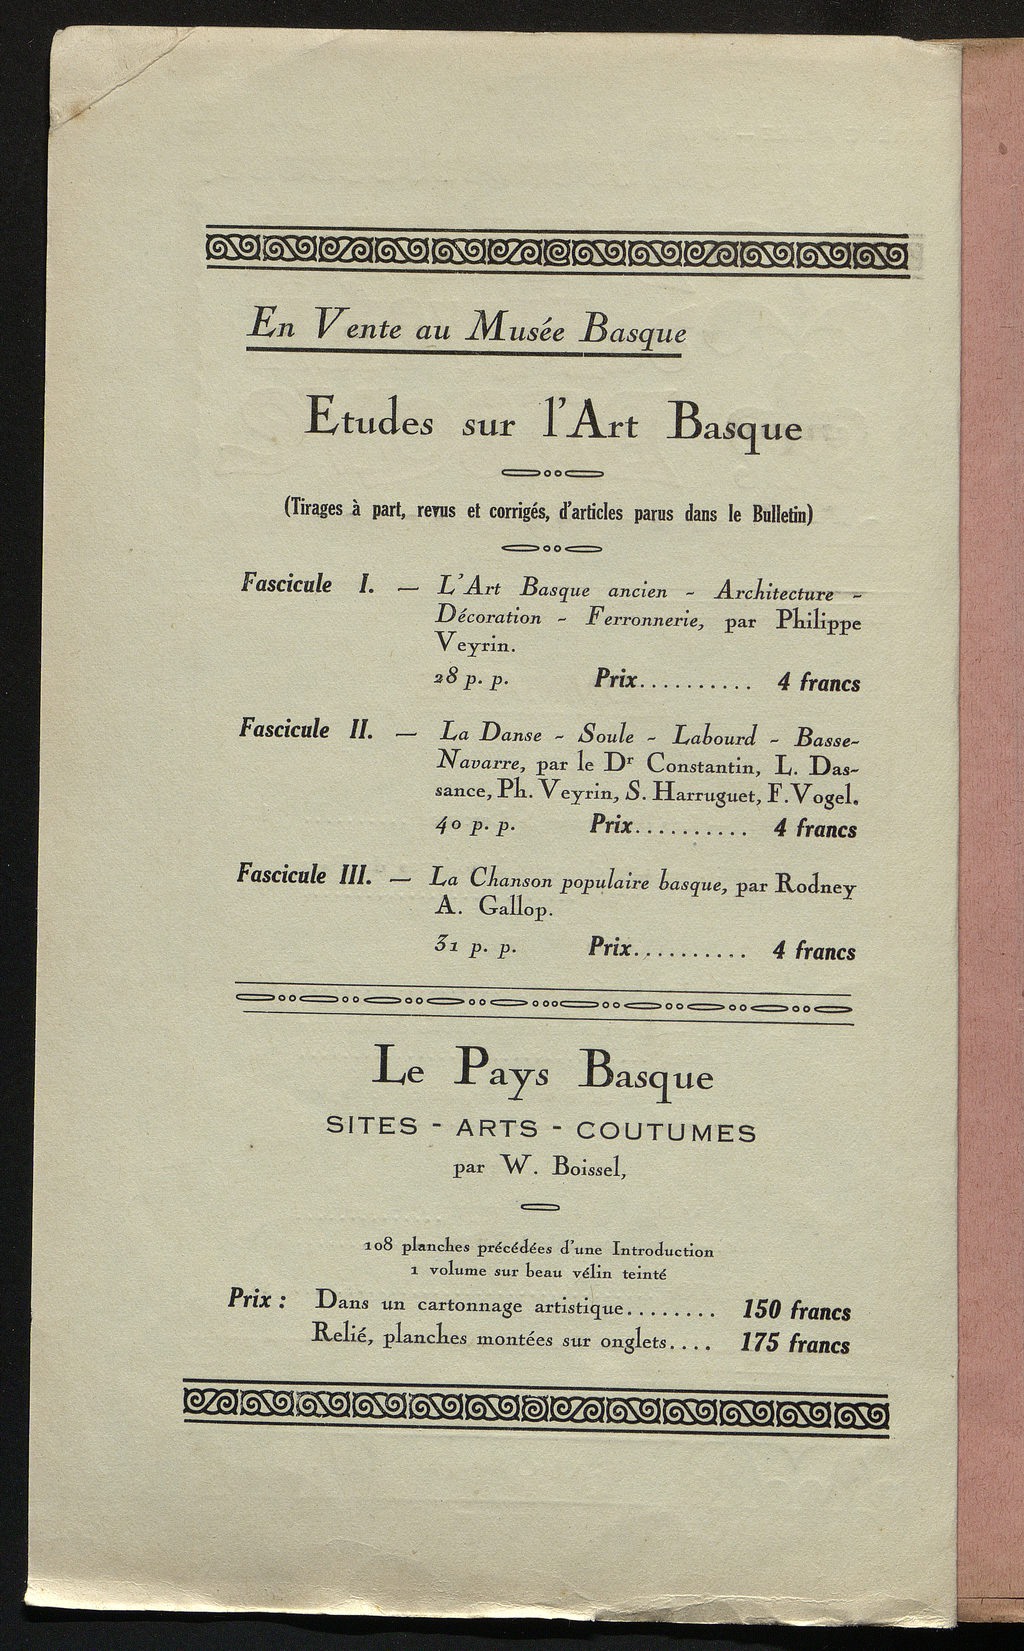 En Vente au Musée Basque
Etudes sur l'Art Basque
(Tirages à part, revus et corrigés, d'articles parus dans le Bulletin)
Fascicule I. — L'Art Basque ancien - Architecture -
Décoration - Ferronnerie, par Philippe
Veyrin.
28 p. p. Prix.......... 4 francs
Fascicule II. — La Danse - Soule - Labourd - Basse-
Navarre, par le Dr Constantin, L. Das-
sance, Ph. Veyrin, S. Harruguet, F. Vogel.
40 p. p. Prix.......... 4 francs
Fascicule III. — La Chanson populaire basque, par Rodney
A. Gallop.
31 p. p. Prix.......... 4 francs
Le Pays Basque
SITES - ARTS - COUTUMES
par W. Boissel,
108 planches précédées d'une Introduction
1 volume sur beau vélin teinté
Prix : Dans un cartonnage artistique........ 150 francs
Relié, planches montées sur onglets.... 175 francs